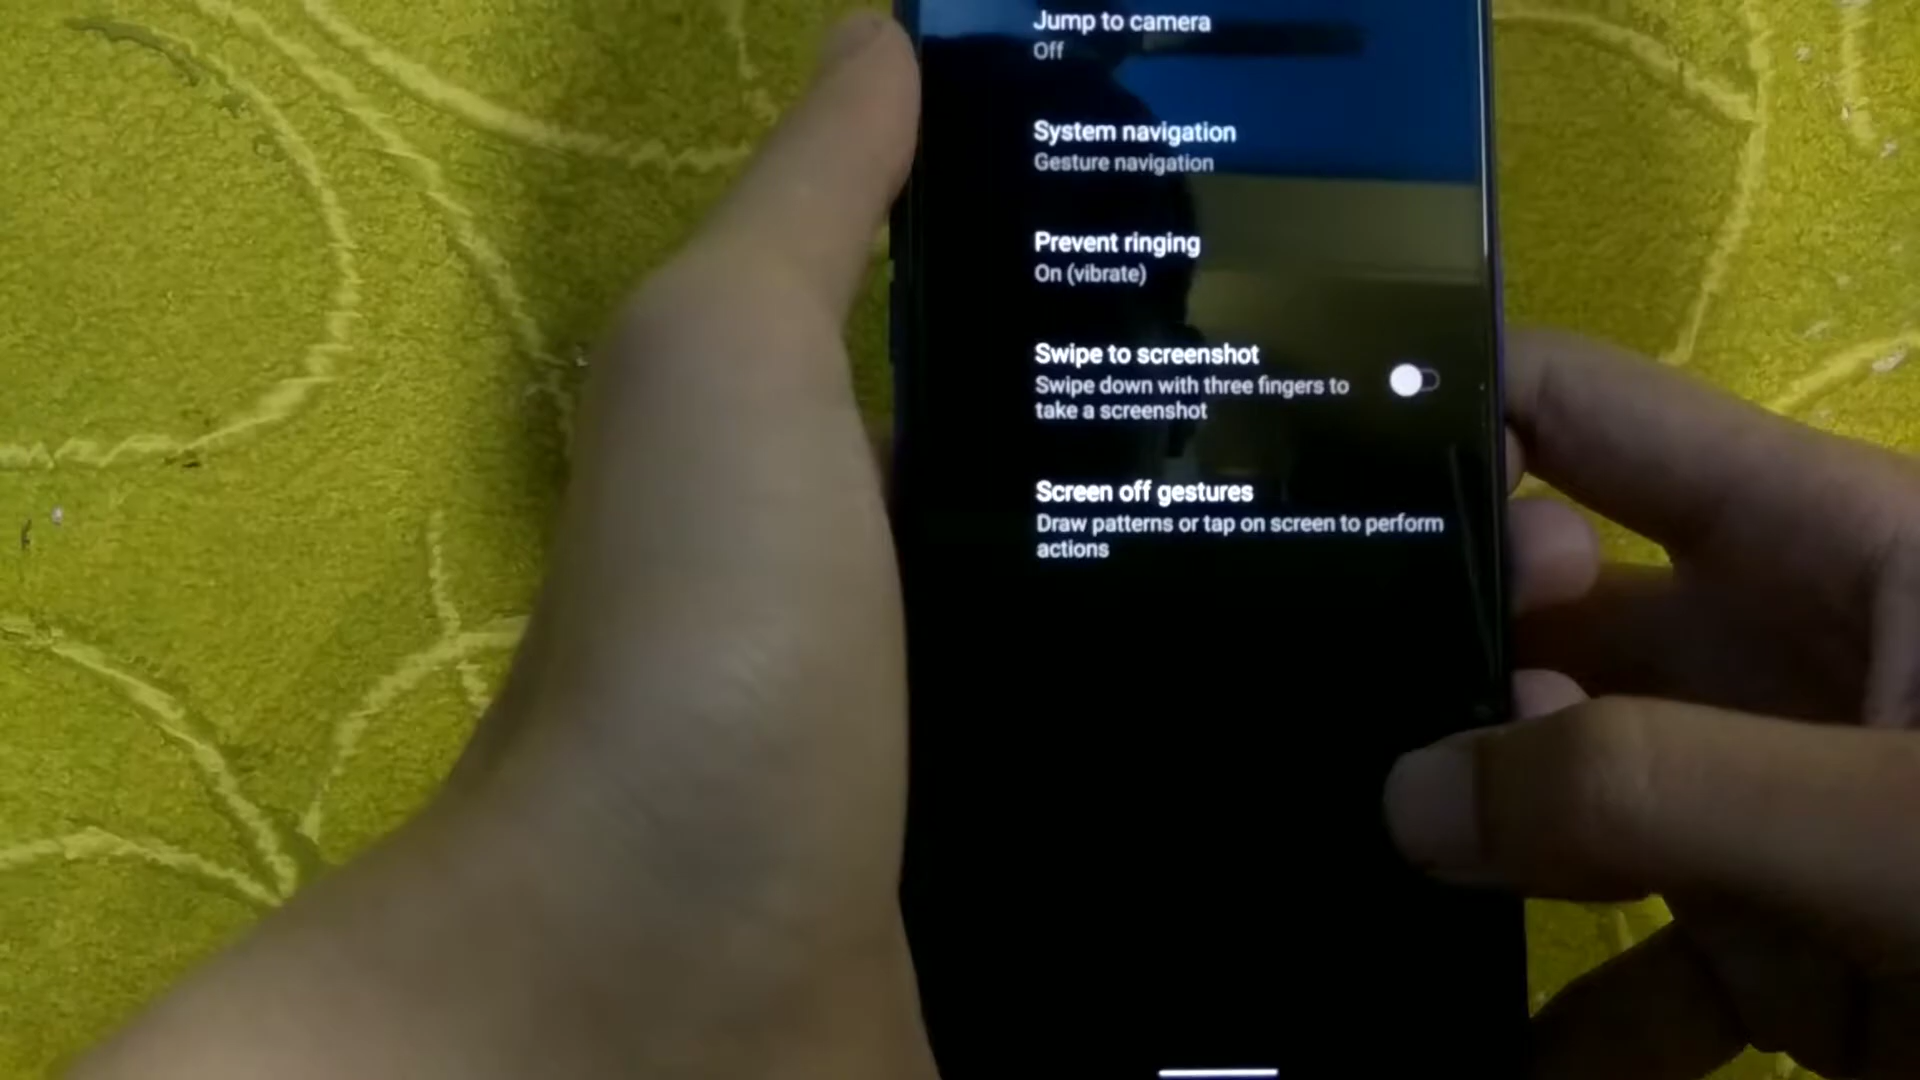 Jump to camera
Off
System navigation
Gesture navigation
Prevent ringing
On (vibrate)
Swipe to screenshot
Swipe down with three fingers to
take a screenshot
Screen off gestures
Draw patterns or tap on screen to perform
actions